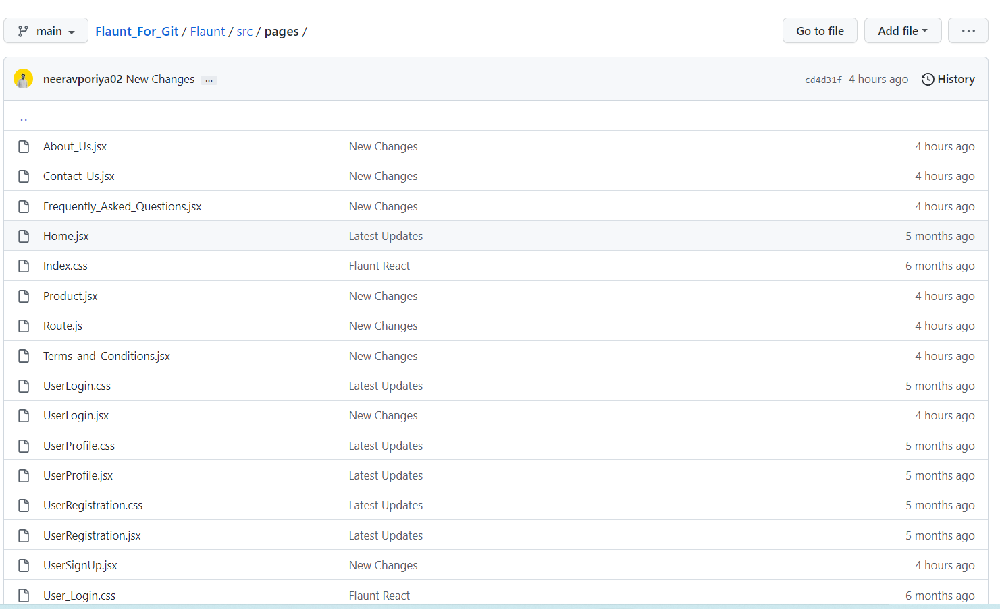 main Flaunt_For_Git / Flaunt / src / pages / Go to file Add file ...
neeravporiya02 New Changes ... cd4d31f 4 hours ago History
..
About_Us.jsx New Changes 4 hours ago
Contact_Us.jsx New Changes 4 hours ago
Frequently_Asked_Questions.jsx New Changes 4 hours ago
Home.jsx Latest Updates 5 months ago
Index.css Flaunt React 6 months ago
Product.jsx New Changes 4 hours ago
Route.js New Changes 4 hours ago
Terms_and_Conditions.jsx New Changes 4 hours ago
UserLogin.css Latest Updates 5 months ago
UserLogin.jsx New Changes 4 hours ago
UserProfile.css Latest Updates 5 months ago
UserProfile.jsx Latest Updates 5 months ago
UserRegistration.css Latest Updates 5 months ago
UserRegistration.jsx Latest Updates 5 months ago
UserSignUp.jsx New Changes 4 hours ago
User_Login.css Flaunt React 6 months ago